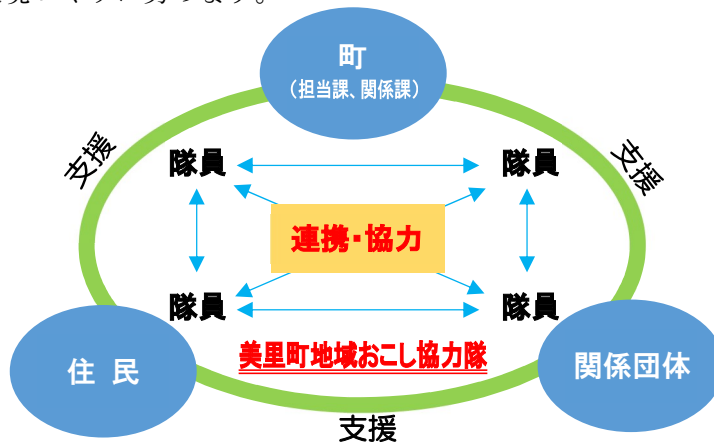 町
(担当課、関係課)
支援
支援
隊員
隊員
連携・協力
隊員
隊員
美里町地域おこし協力隊
住 民
関係団体
支援